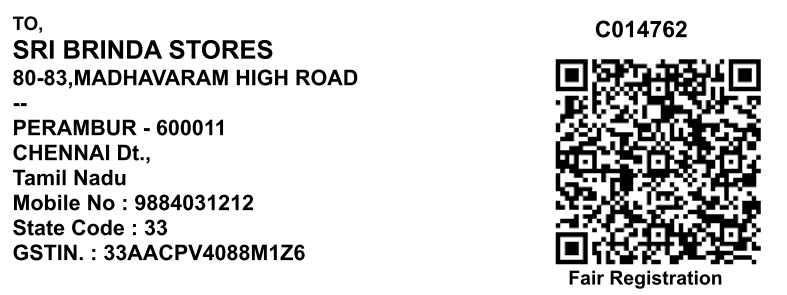 TO,
SRI BRINDA STORES
80-83,MADHAVARAM HIGH ROAD
--
PERAMBUR - 600011
CHENNAI Dt.,
Tamil Nadu
Mobile No : 9884031212
State Code : 33
GSTIN. : 33AACPV4088M1Z6
C014762
Fair Registration